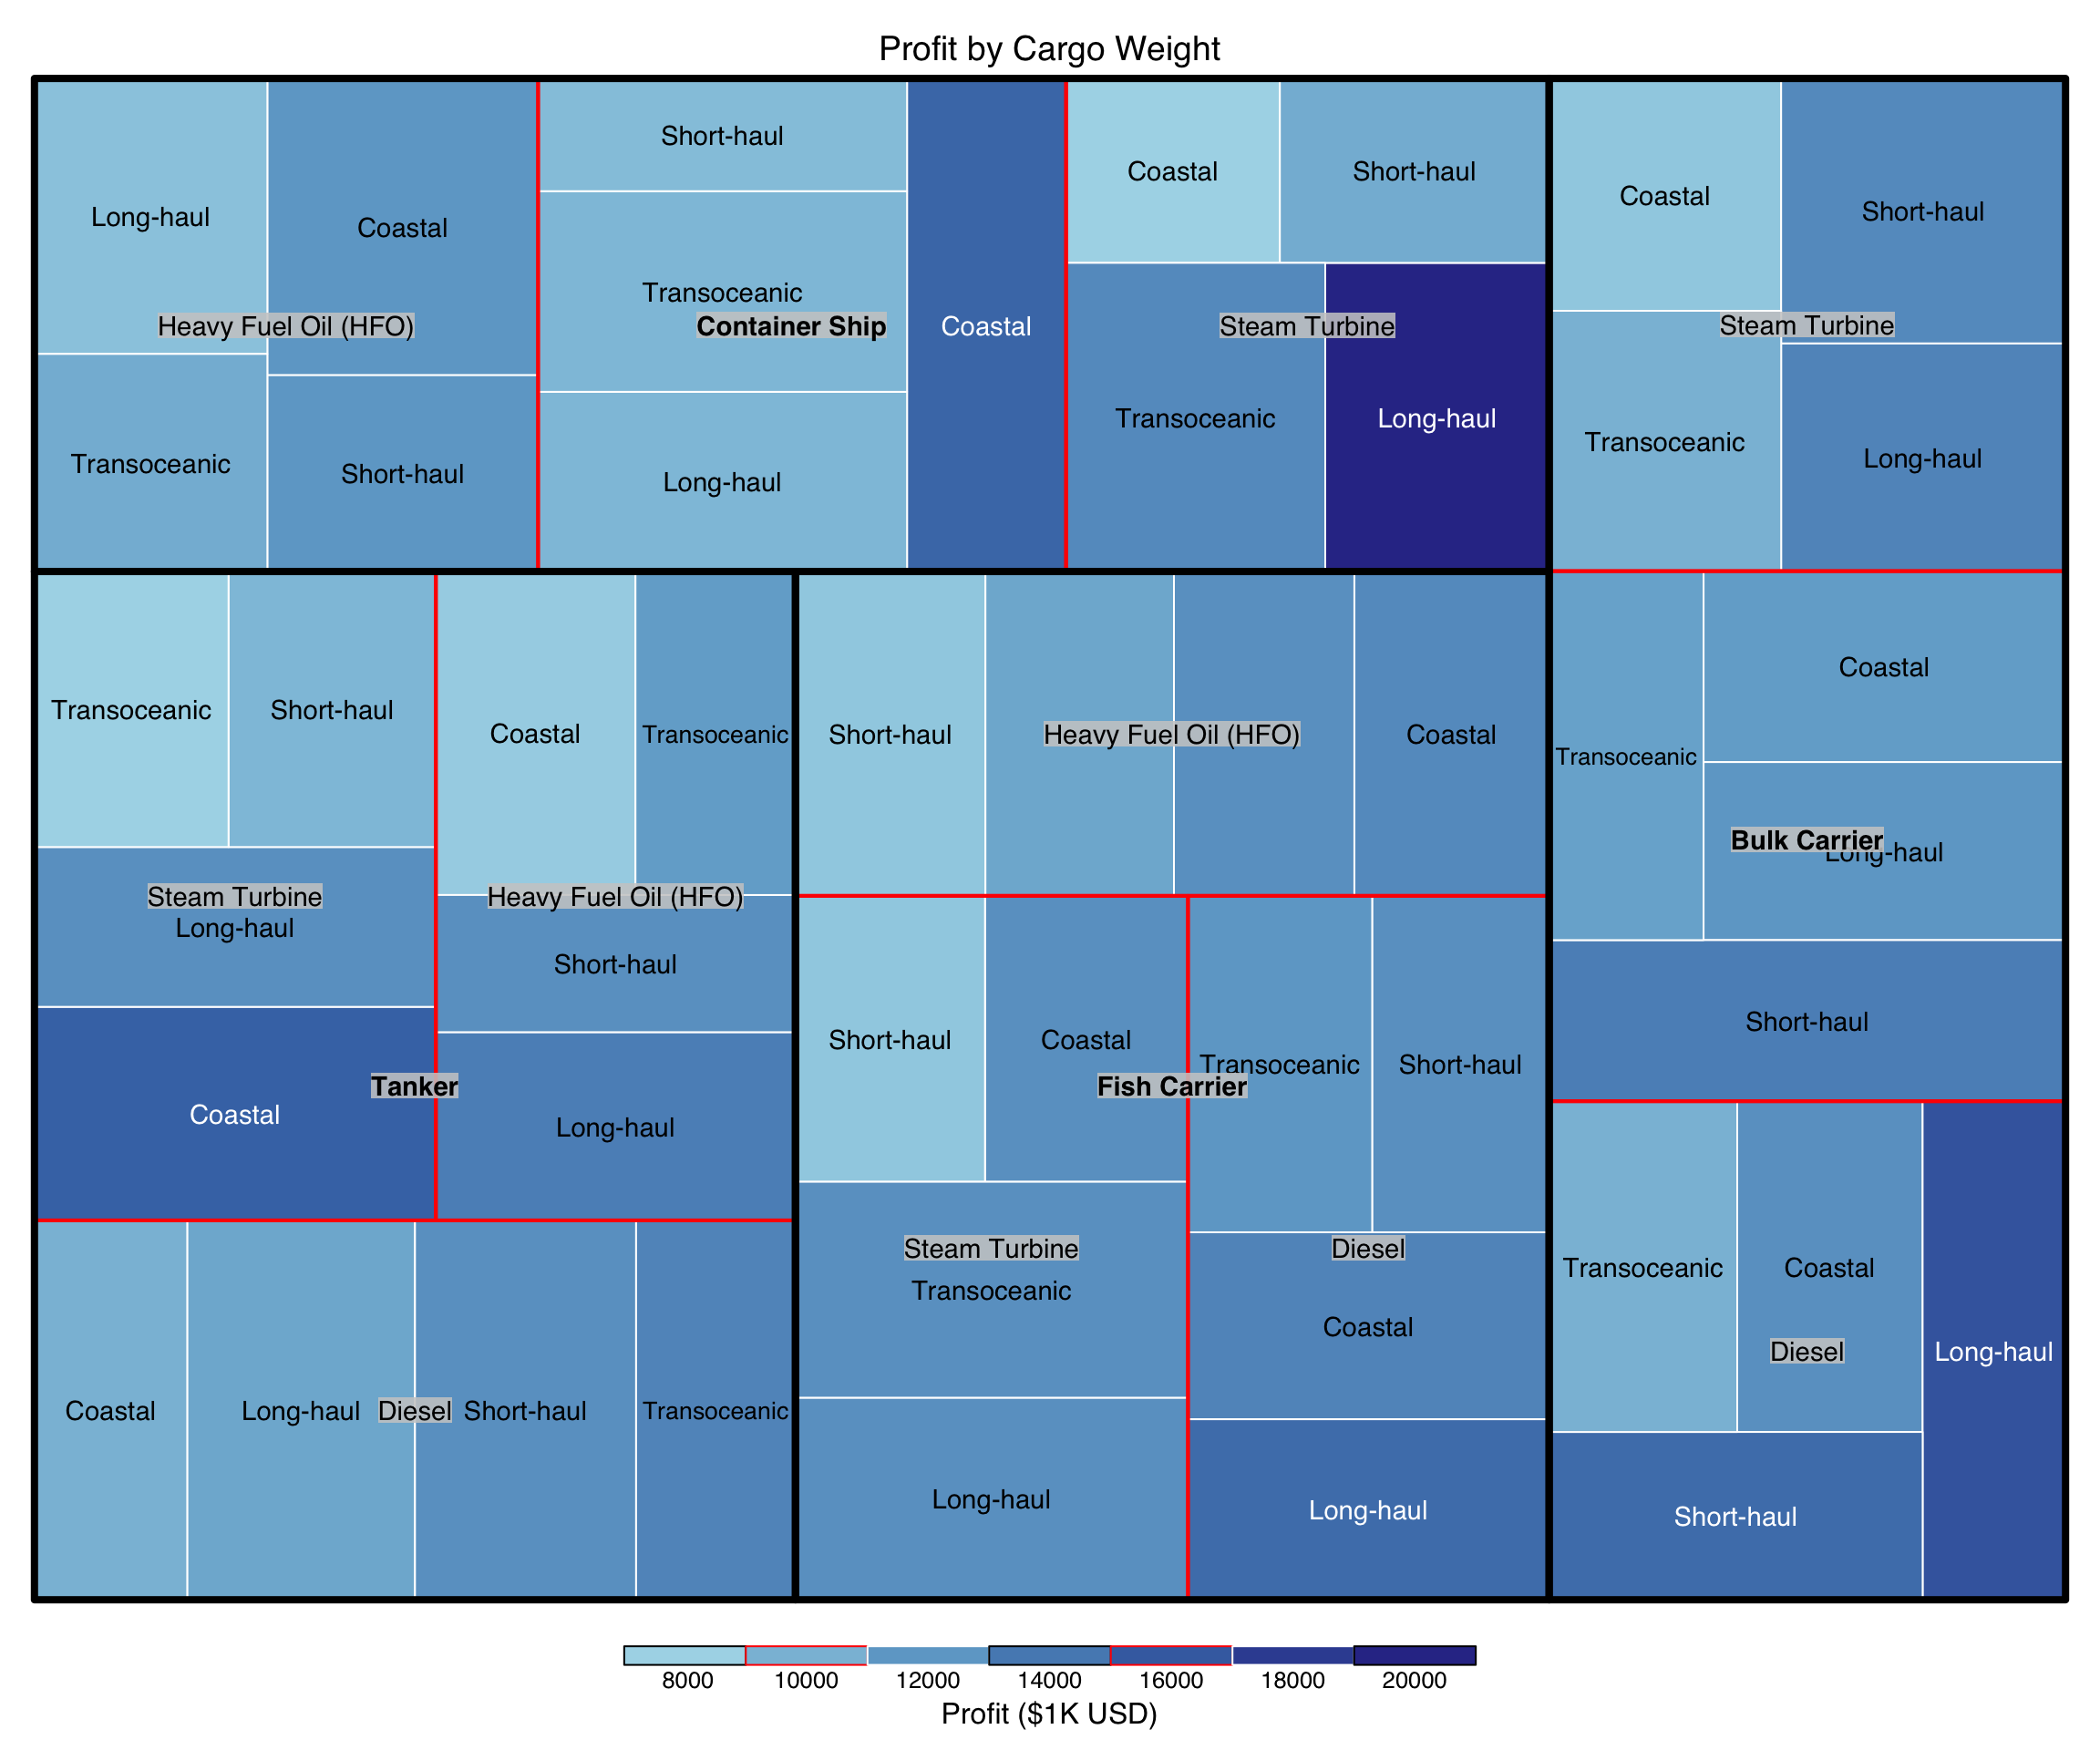 Profit by Cargo Weight
Long-haul
Coastal
Heavy Fuel Oil (HFO)
Transoceanic
Short-haul
Short-haul
Transoceanic
Container Ship
Long-haul
Coastal
Coastal
Short-haul
Steam Turbine
Transoceanic
Long-haul
Coastal
Short-haul
Steam Turbine
Transoceanic
Long-haul
Transoceanic
Short-haul
Steam Turbine
Long-haul
Coastal
Tanker
Coastal
Transoceanic
Heavy Fuel Oil (HFO)
Short-haul
Long-haul
Coastal
Long-haul
Diesel
Short-haul
Transoceanic
Short-haul
Heavy Fuel Oil (HFO)
Coastal
Short-haul
Coastal
Fish Carrier
Transoceanic
Short-haul
Steam Turbine
Transoceanic
Long-haul
Diesel
Coastal
Long-haul
Transoceanic
Coastal
Bulk Carrier
Long-haul
Short-haul
Transoceanic
Coastal
Diesel
Long-haul
Short-haul
8000 10000 12000 14000 16000 18000 20000
Profit ($1K USD)